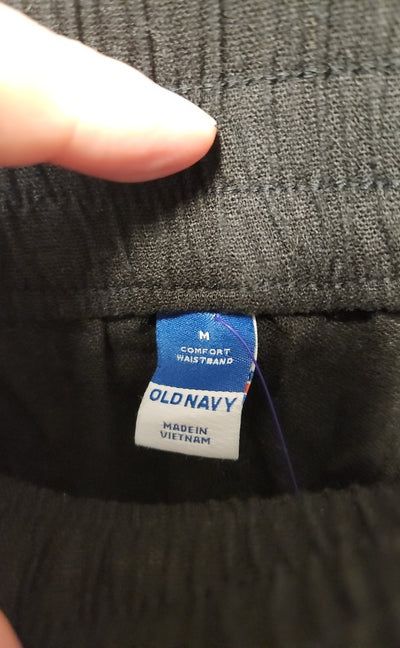 M
COMFORT
WAISTBAND
OLD NAVY
MADE IN
VIETNAM